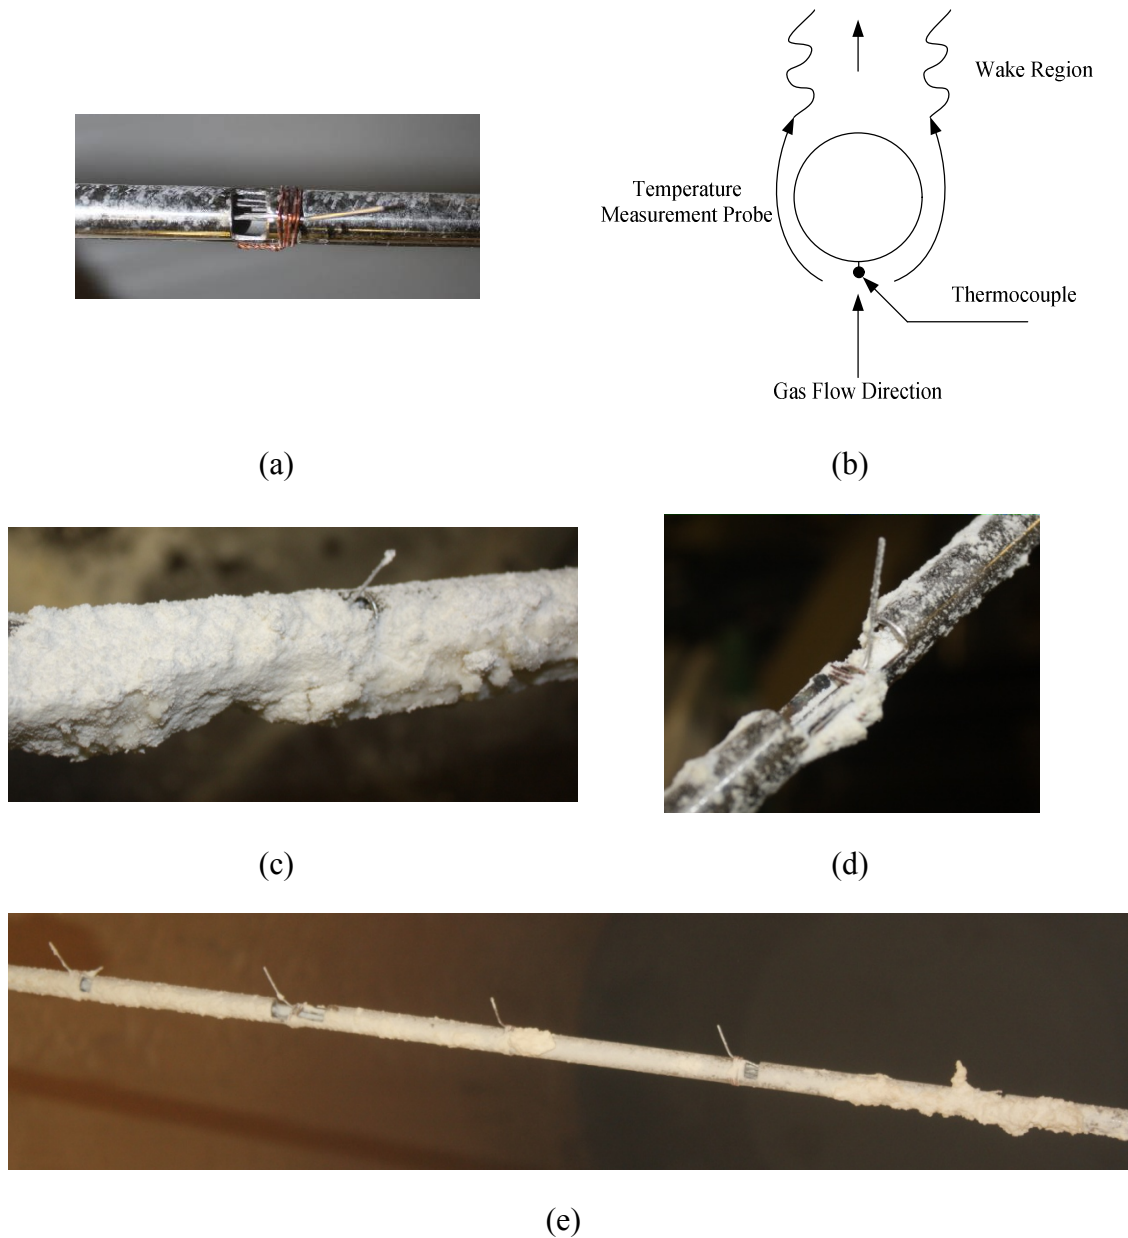 Wake Region
Temperature
Measurement Probe
Thermocouple
Gas Flow Direction
(a)
(b)
(c)
(d)
(e)